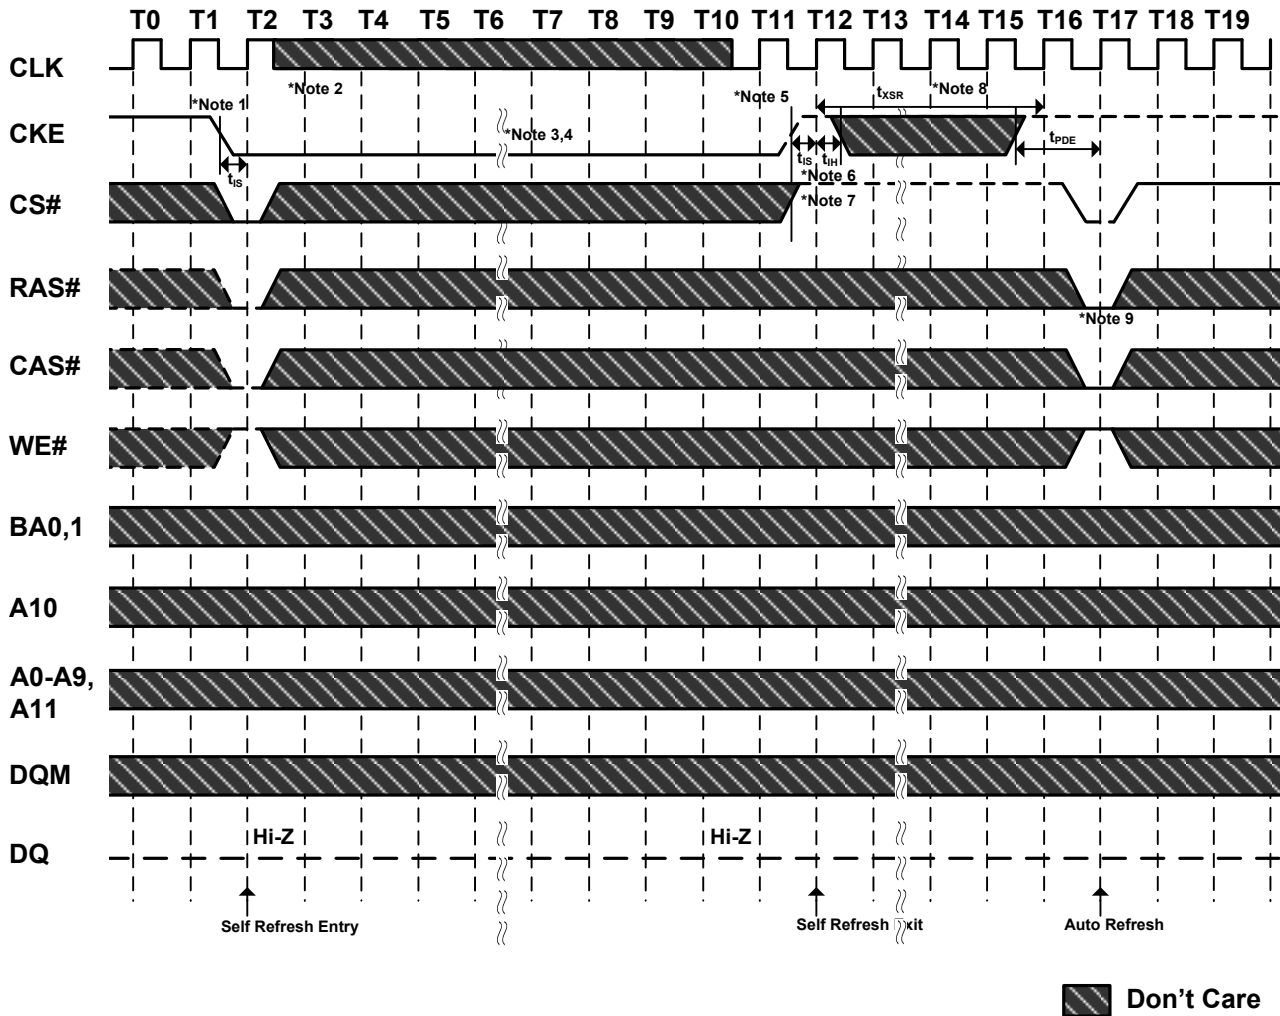 T0 T1 T2 T3 T4 T5 T6 T7 T8 T9 T10 T11 T12 T13 T14 T15 T16 T17 T18 T19
CLK
*Note 1 *Note 2 *Note 5 tXSR *Note 8
CKE *Note 3,4 tPDE
tIS tIS tIH
*Note 6
CS# *Note 7
RAS#
*Note 9
CAS#
WE#
BA0,1
A10
A0-A9,
A11
DQM
Hi-Z Hi-Z
DQ
Self Refresh Entry Self Refresh Exit Auto Refresh
Don't Care